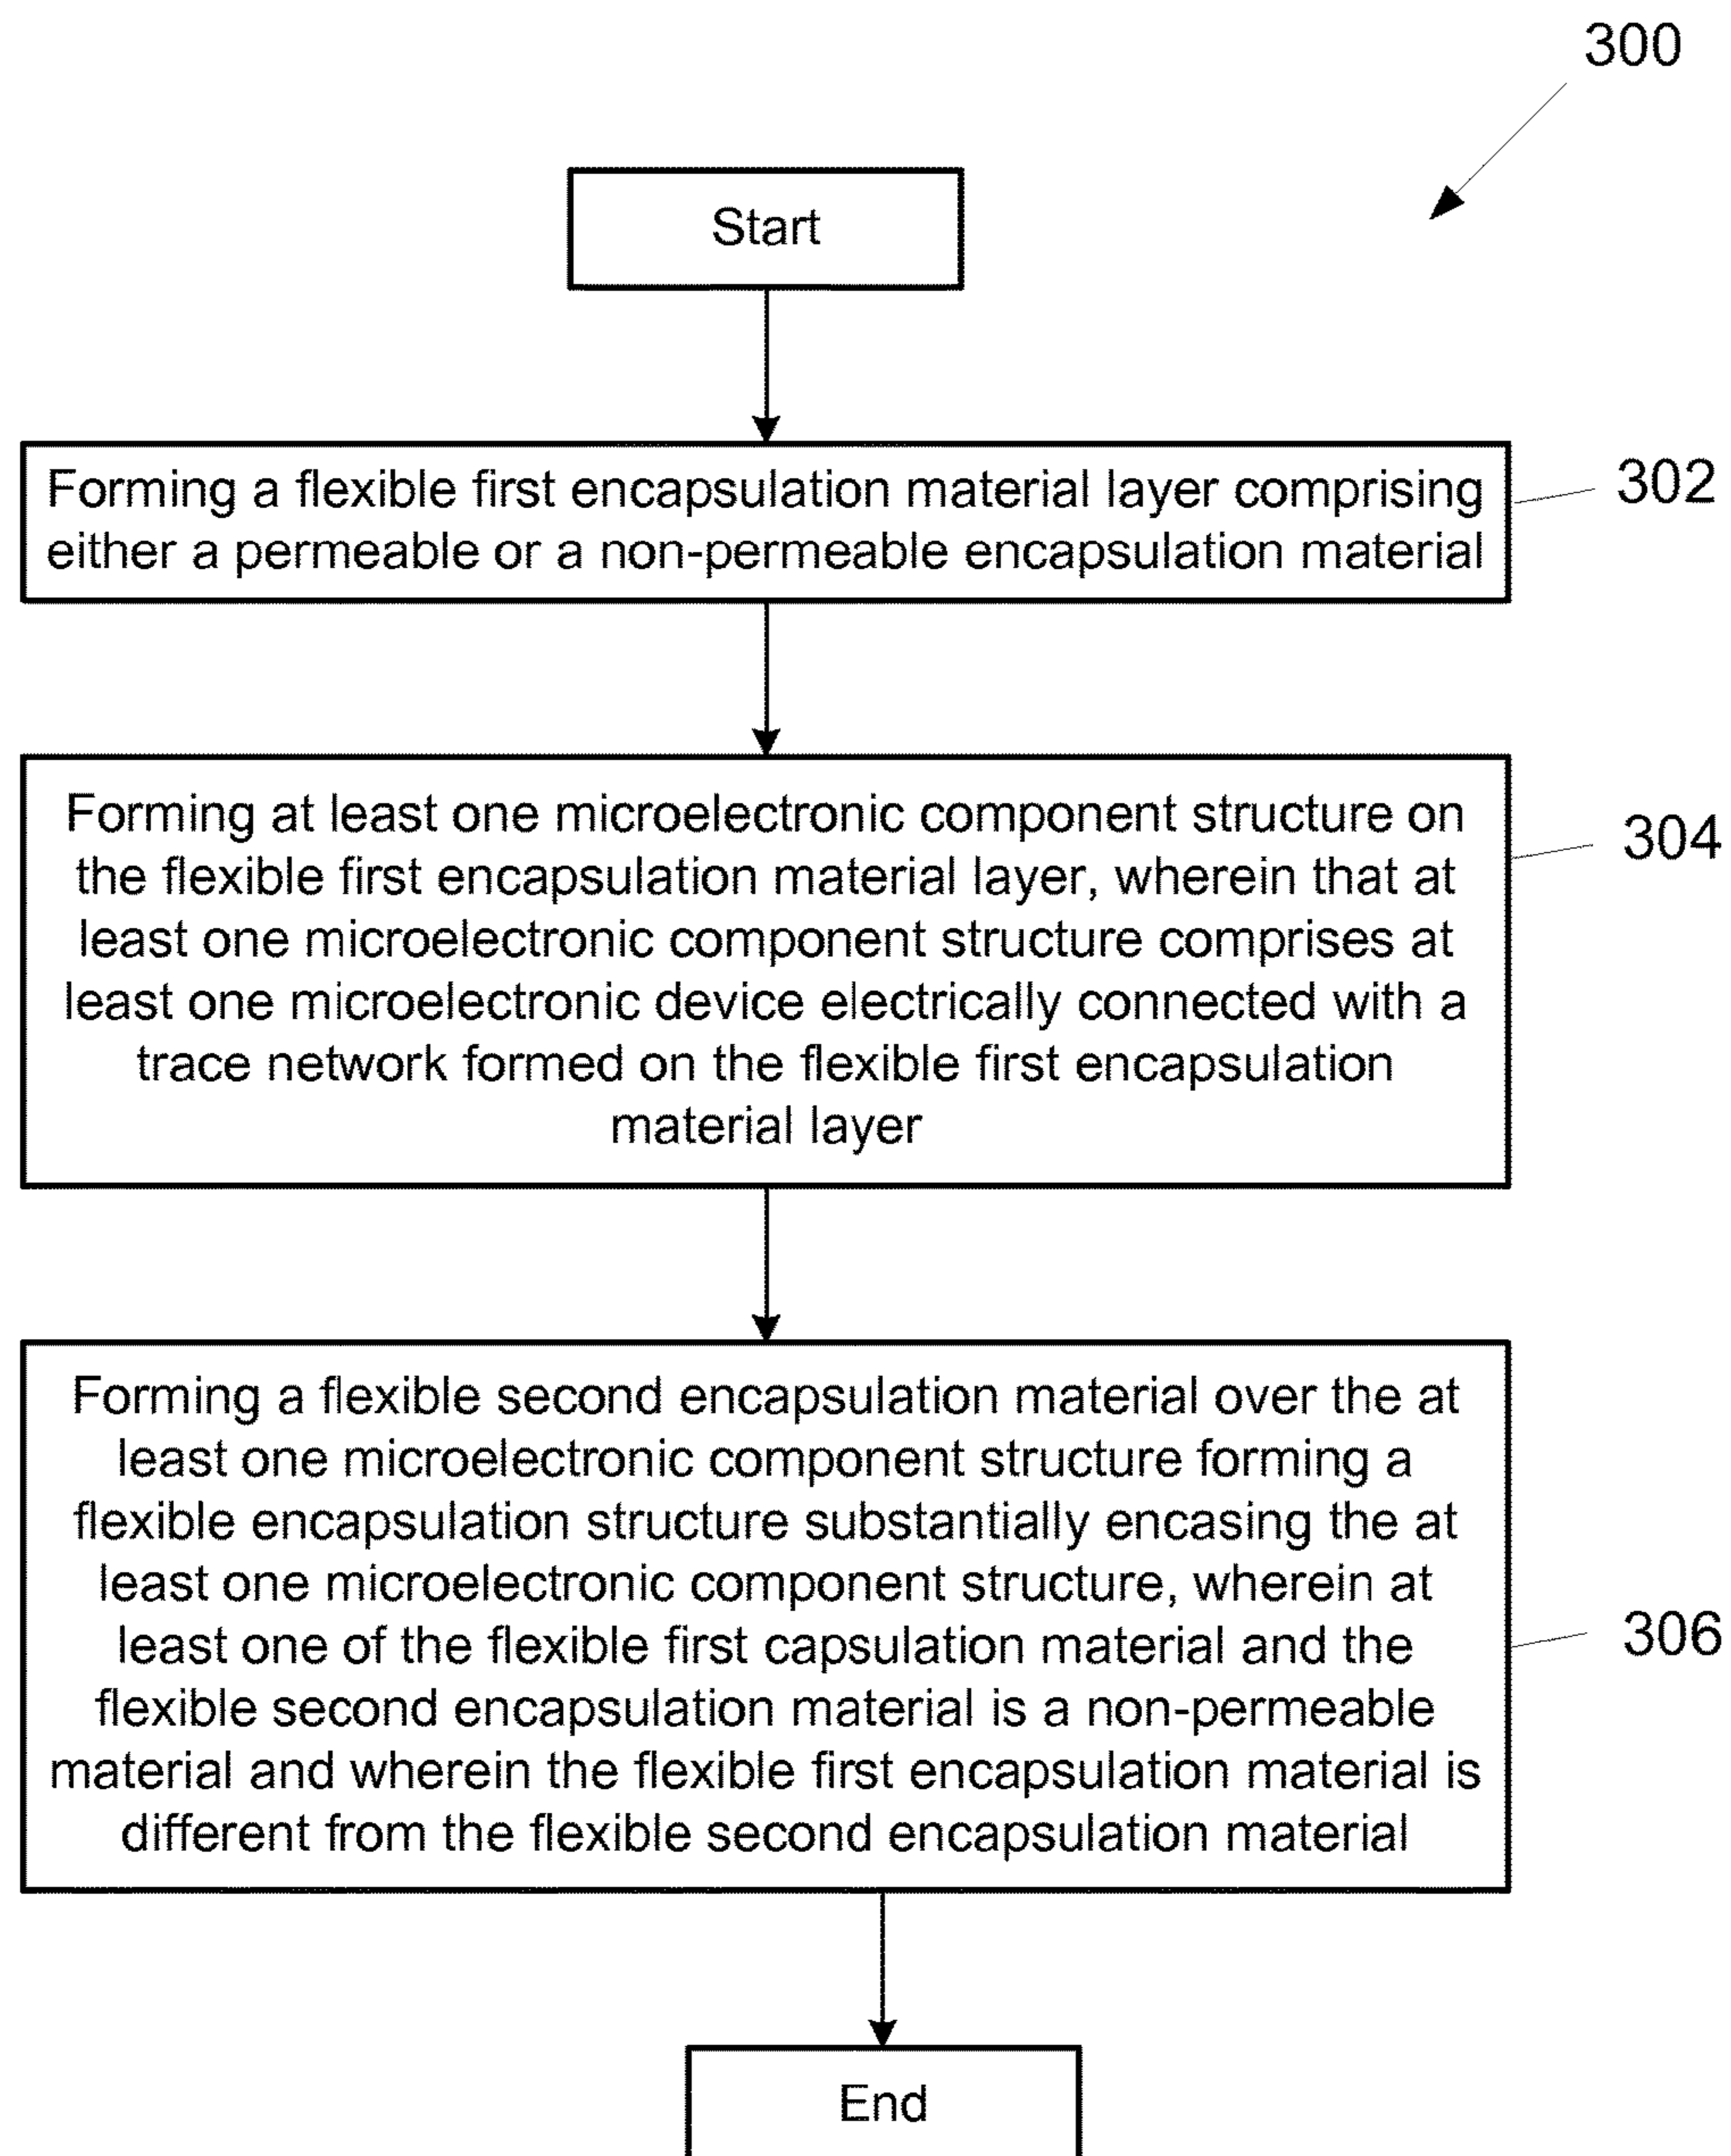 300
Start
Forming a flexible first encapsulation material layer comprising
either a permeable or a non-permeable encapsulation material
302
Forming at least one microelectronic component structure on
the flexible first encapsulation material layer, wherein that at
least one microelectronic component structure comprises at
least one microelectronic device electrically connected with a
trace network formed on the flexible first encapsulation
material layer
304
Forming a flexible second encapsulation material over the at
least one microelectronic component structure forming a
flexible encapsulation structure substantially encasing the at
least one microelectronic component structure, wherein at
least one of the flexible first capsulation material and the
flexible second encapsulation material is a non-permeable
material and wherein the flexible first encapsulation material is
different from the flexible second encapsulation material
306
End